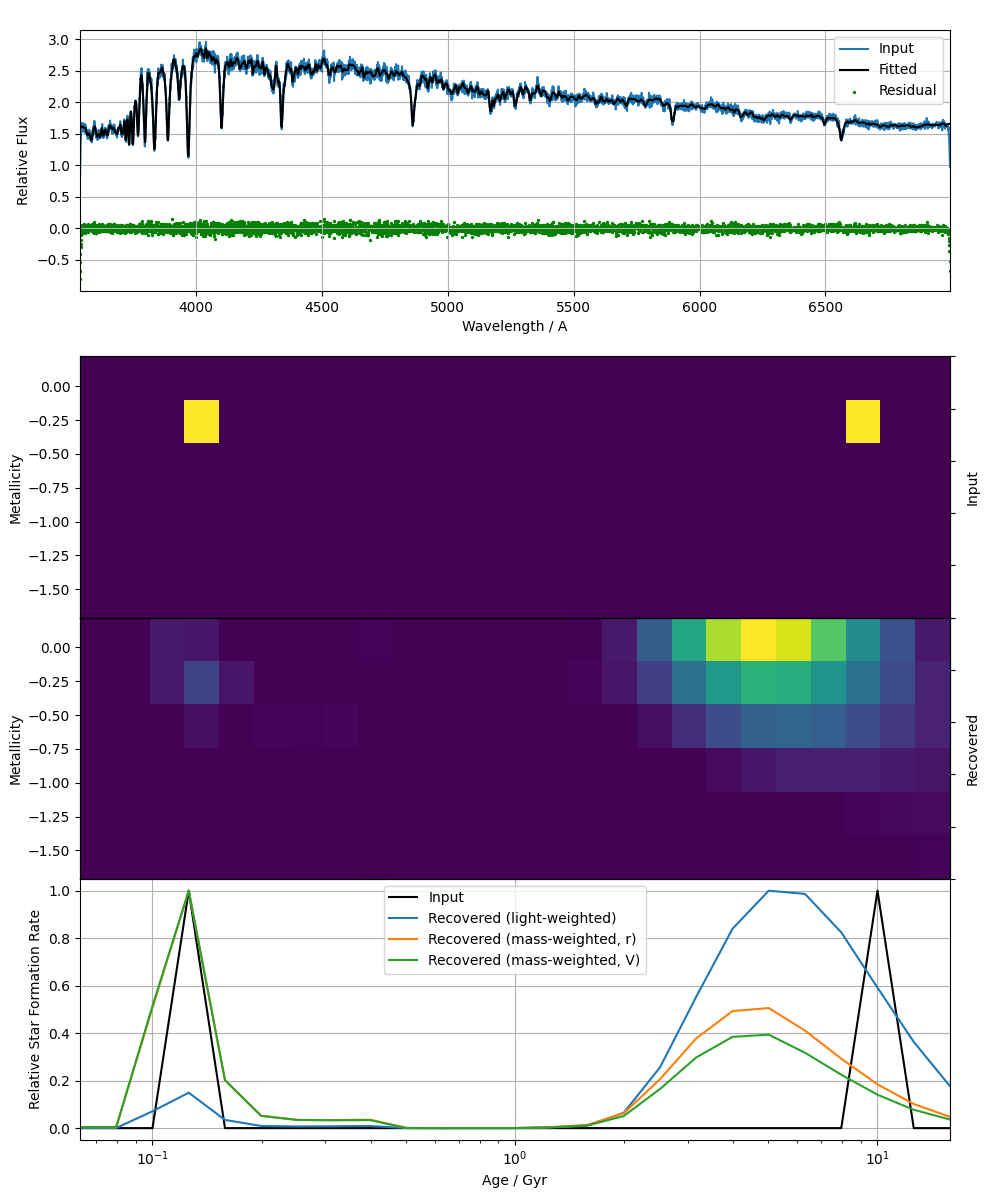 3.0
2.5
2.0
1.5
1.0
0.5
0.0
−0.5
Relative Flux
Input
Fitted
Residual
4000
4500
5000
5500
6000
6500
Wavelength / A
0.00
−0.25
−0.50
−0.75
−1.00
−1.25
−1.50
Metallicity
Input
0.00
−0.25
−0.50
−0.75
−1.00
−1.25
−1.50
Metallicity
Recovered
1.0
0.8
0.6
0.4
0.2
0.0
Relative Star Formation Rate
Input
Recovered (light-weighted)
Recovered (mass-weighted, r)
Recovered (mass-weighted, V)
10⁻¹
10⁰
10¹
Age / Gyr